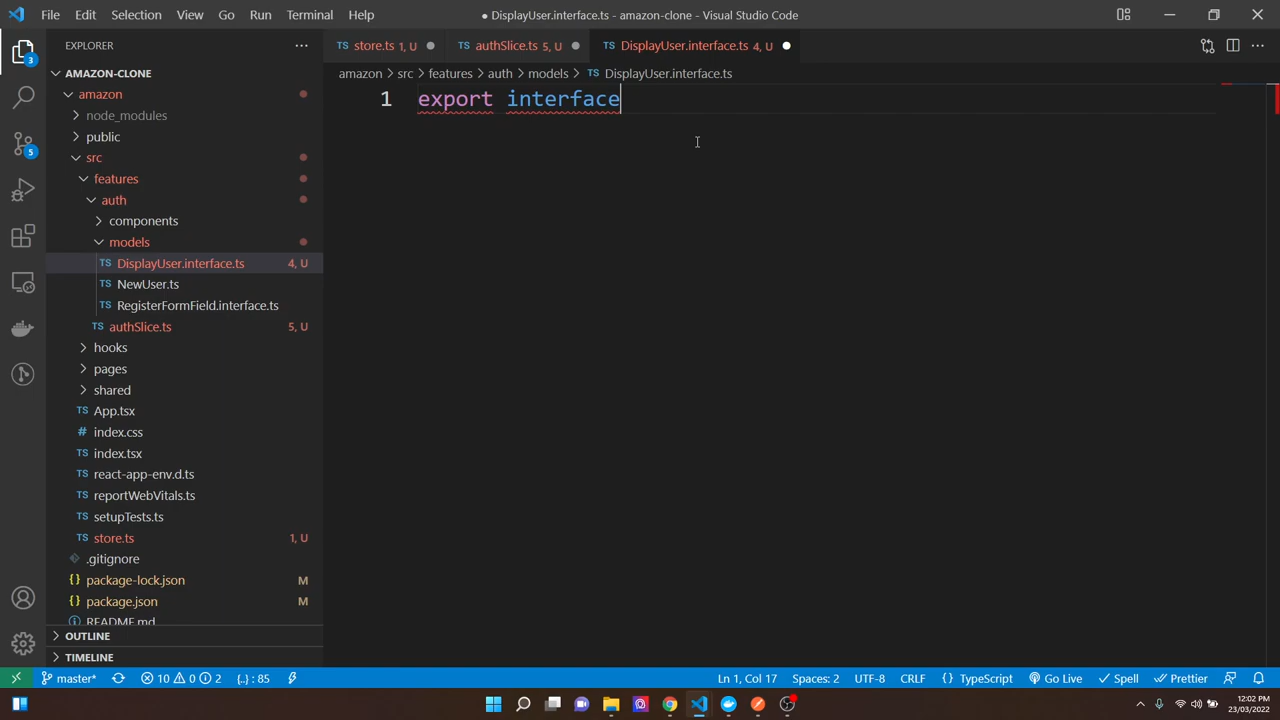 File Edit Selection View Go Run Terminal Help
● DisplayUser.interface.ts - amazon-clone - Visual Studio Code
EXPLORER
TS store.ts 1, U
TS authSlice.ts 5, U
TS DisplayUser.interface.ts 4, U
3
AMAZON-CLONE
amazon > src > features > auth > models > TS DisplayUser.interface.ts
1 export interface
amazon
node_modules
public
5
src
features
auth
components
models
TS DisplayUser.interface.ts 4, U
TS NewUser.ts
TS RegisterFormField.interface.ts
TS authSlice.ts 5, U
hooks
pages
shared
TS App.tsx
# index.css
TS index.tsx
TS react-app-env.d.ts
TS reportWebVitals.ts
TS setupTests.ts
TS store.ts 1, U
.gitignore
{} package-lock.json M
{} package.json M
README.md
OUTLINE
TIMELINE
master* 10 0 2 {..} : 85
Ln 1, Col 17 Spaces: 2 UTF-8 CRLF {} TypeScript Go Live Spell Prettier
12:02 PM
23/03/2022